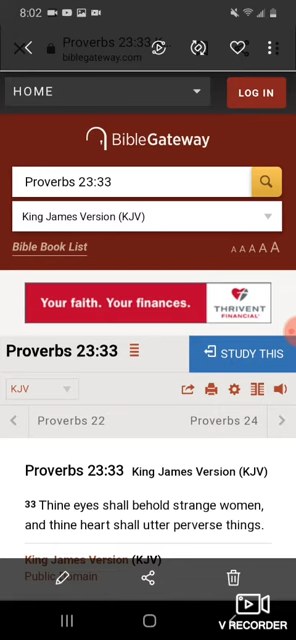 8:02
Proverbs 23:33
biblegateway.com
HOME
LOG IN
BibleGateway
Proverbs 23:33
King James Version (KJV)
Bible Book List
A A A A A
Your faith. Your finances.
THRIVENT
FINANCIAL®
Proverbs 23:33
STUDY THIS
KJV
Proverbs 22
Proverbs 24
Proverbs 23:33 King James Version (KJV)
33 Thine eyes shall behold strange women,
and thine heart shall utter perverse things.
King James Version (KJV)
Public Domain
V RECORDER